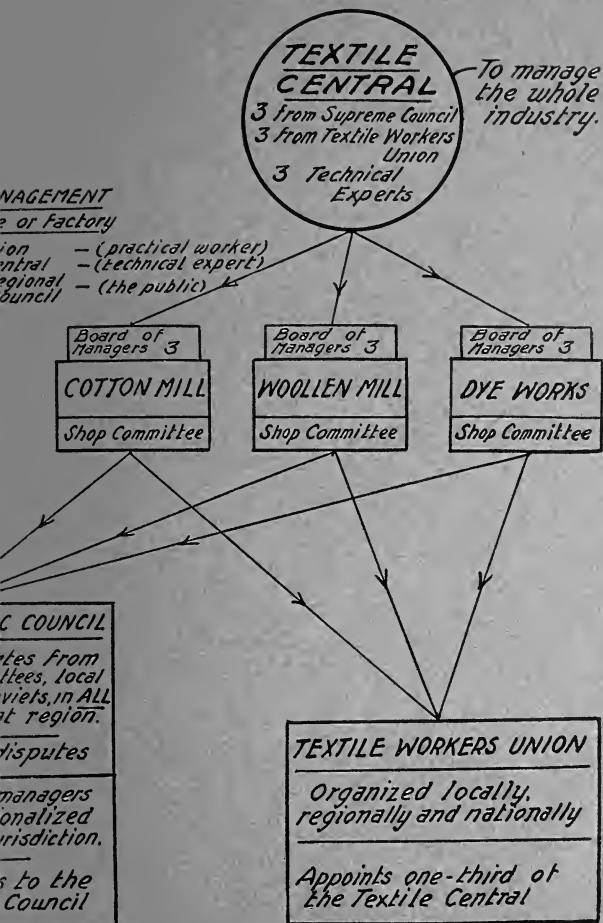 TEXTILE
CENTRAL
3 from Supreme Council
3 from Textile Workers
Union
3 Technical
Experts
To manage
the whole
industry.
NAGEMENT
e or Factory
ion – (practical worker)
entral – (technical expert)
egional
ouncil – (the public)
Board of
Managers 3
COTTON MILL
Shop Committee
Board of
Managers 3
WOOLLEN MILL
Shop Committee
Board of
Managers 3
DYE WORKS
Shop Committee
C COUNCIL
tes from
ttees, local
viets, in ALL
at region.
disputes
managers
onalized
urisdiction.
s to the
Council
TEXTILE WORKERS UNION
Organized locally,
regionally and nationally
Appoints one-third of
the Textile Central